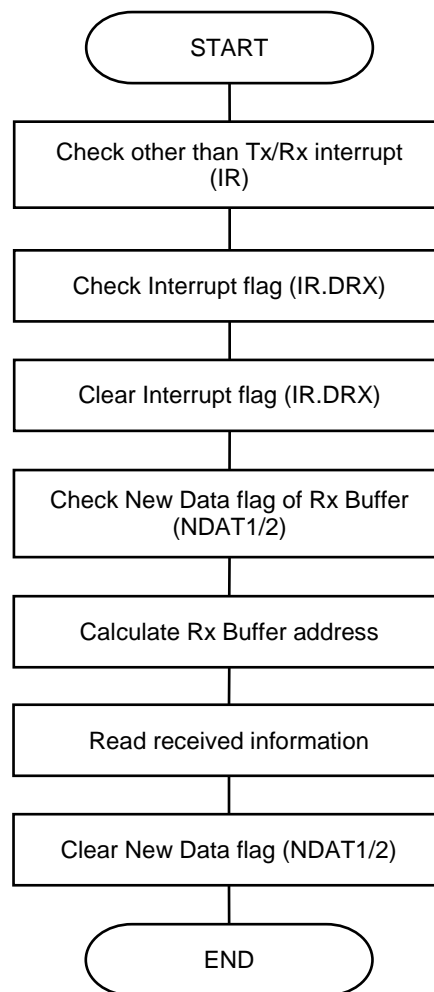 START
Check other than Tx/Rx interrupt
(IR)
Check Interrupt flag (IR.DRX)
Clear Interrupt flag (IR.DRX)
Check New Data flag of Rx Buffer
(NDAT1/2)
Calculate Rx Buffer address
Read received information
Clear New Data flag (NDAT1/2)
END